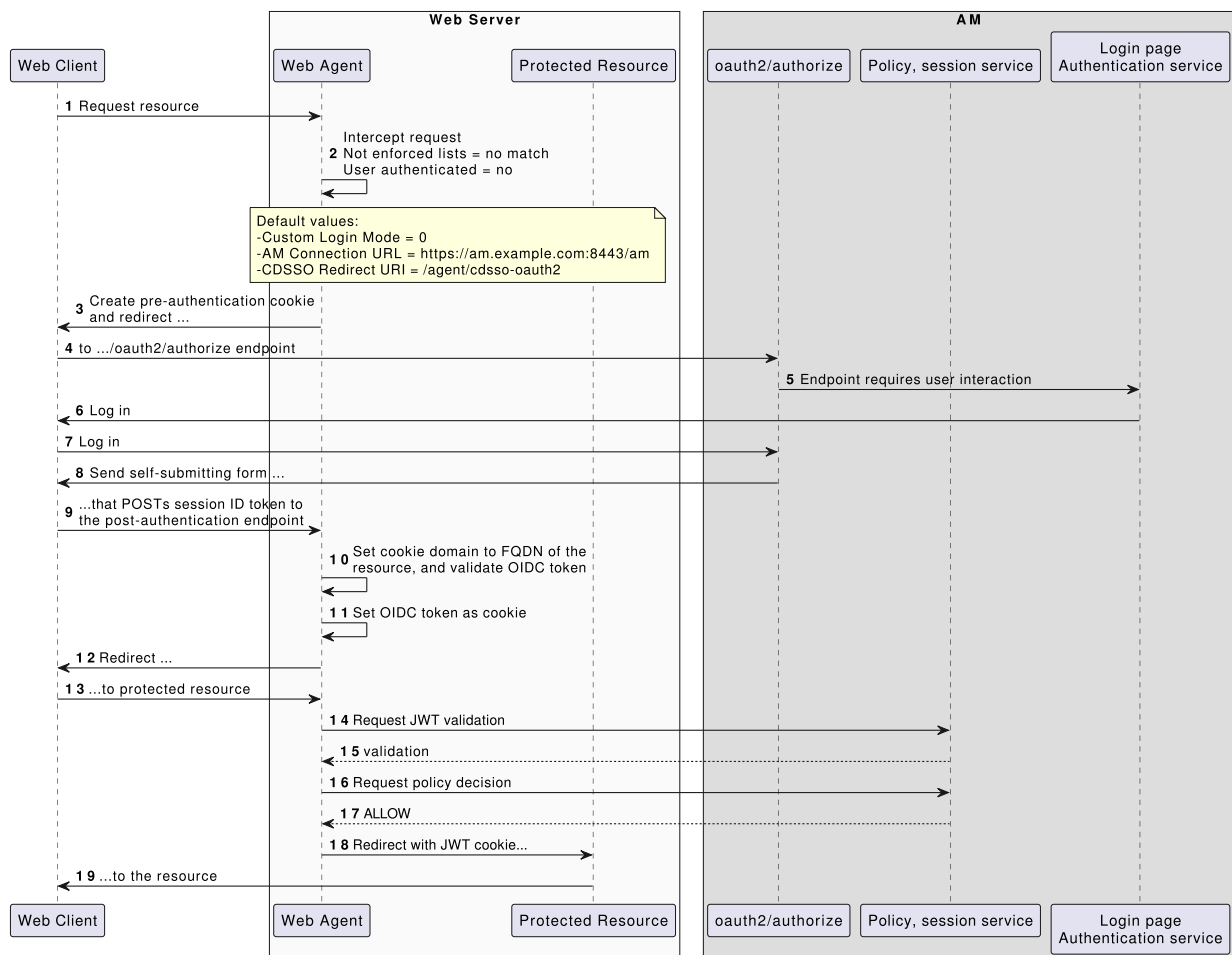 Web Server
AM
Web Client
Web Agent
Protected Resource
oauth2/authorize
Policy, session service
Login page
Authentication service
1 Request resource
Intercept request
2 Not enforced lists = no match
User authenticated = no
Default values:
-Custom Login Mode = 0
-AM Connection URL = https://am.example.com:8443/am
-CDSSO Redirect URI = /agent/cdsso-oauth2
3 Create pre-authentication cookie
and redirect ...
4 to .../oauth2/authorize endpoint
5 Endpoint requires user interaction
6 Log in
7 Log in
8 Send self-submitting form ...
9 ...that POSTs session ID token to
the post-authentication endpoint
10 Set cookie domain to FQDN of the
resource, and validate OIDC token
11 Set OIDC token as cookie
12 Redirect ...
13 ...to protected resource
14 Request JWT validation
15 validation
16 Request policy decision
17 ALLOW
18 Redirect with JWT cookie...
19 ...to the resource
Web Client
Web Agent
Protected Resource
oauth2/authorize
Policy, session service
Login page
Authentication service